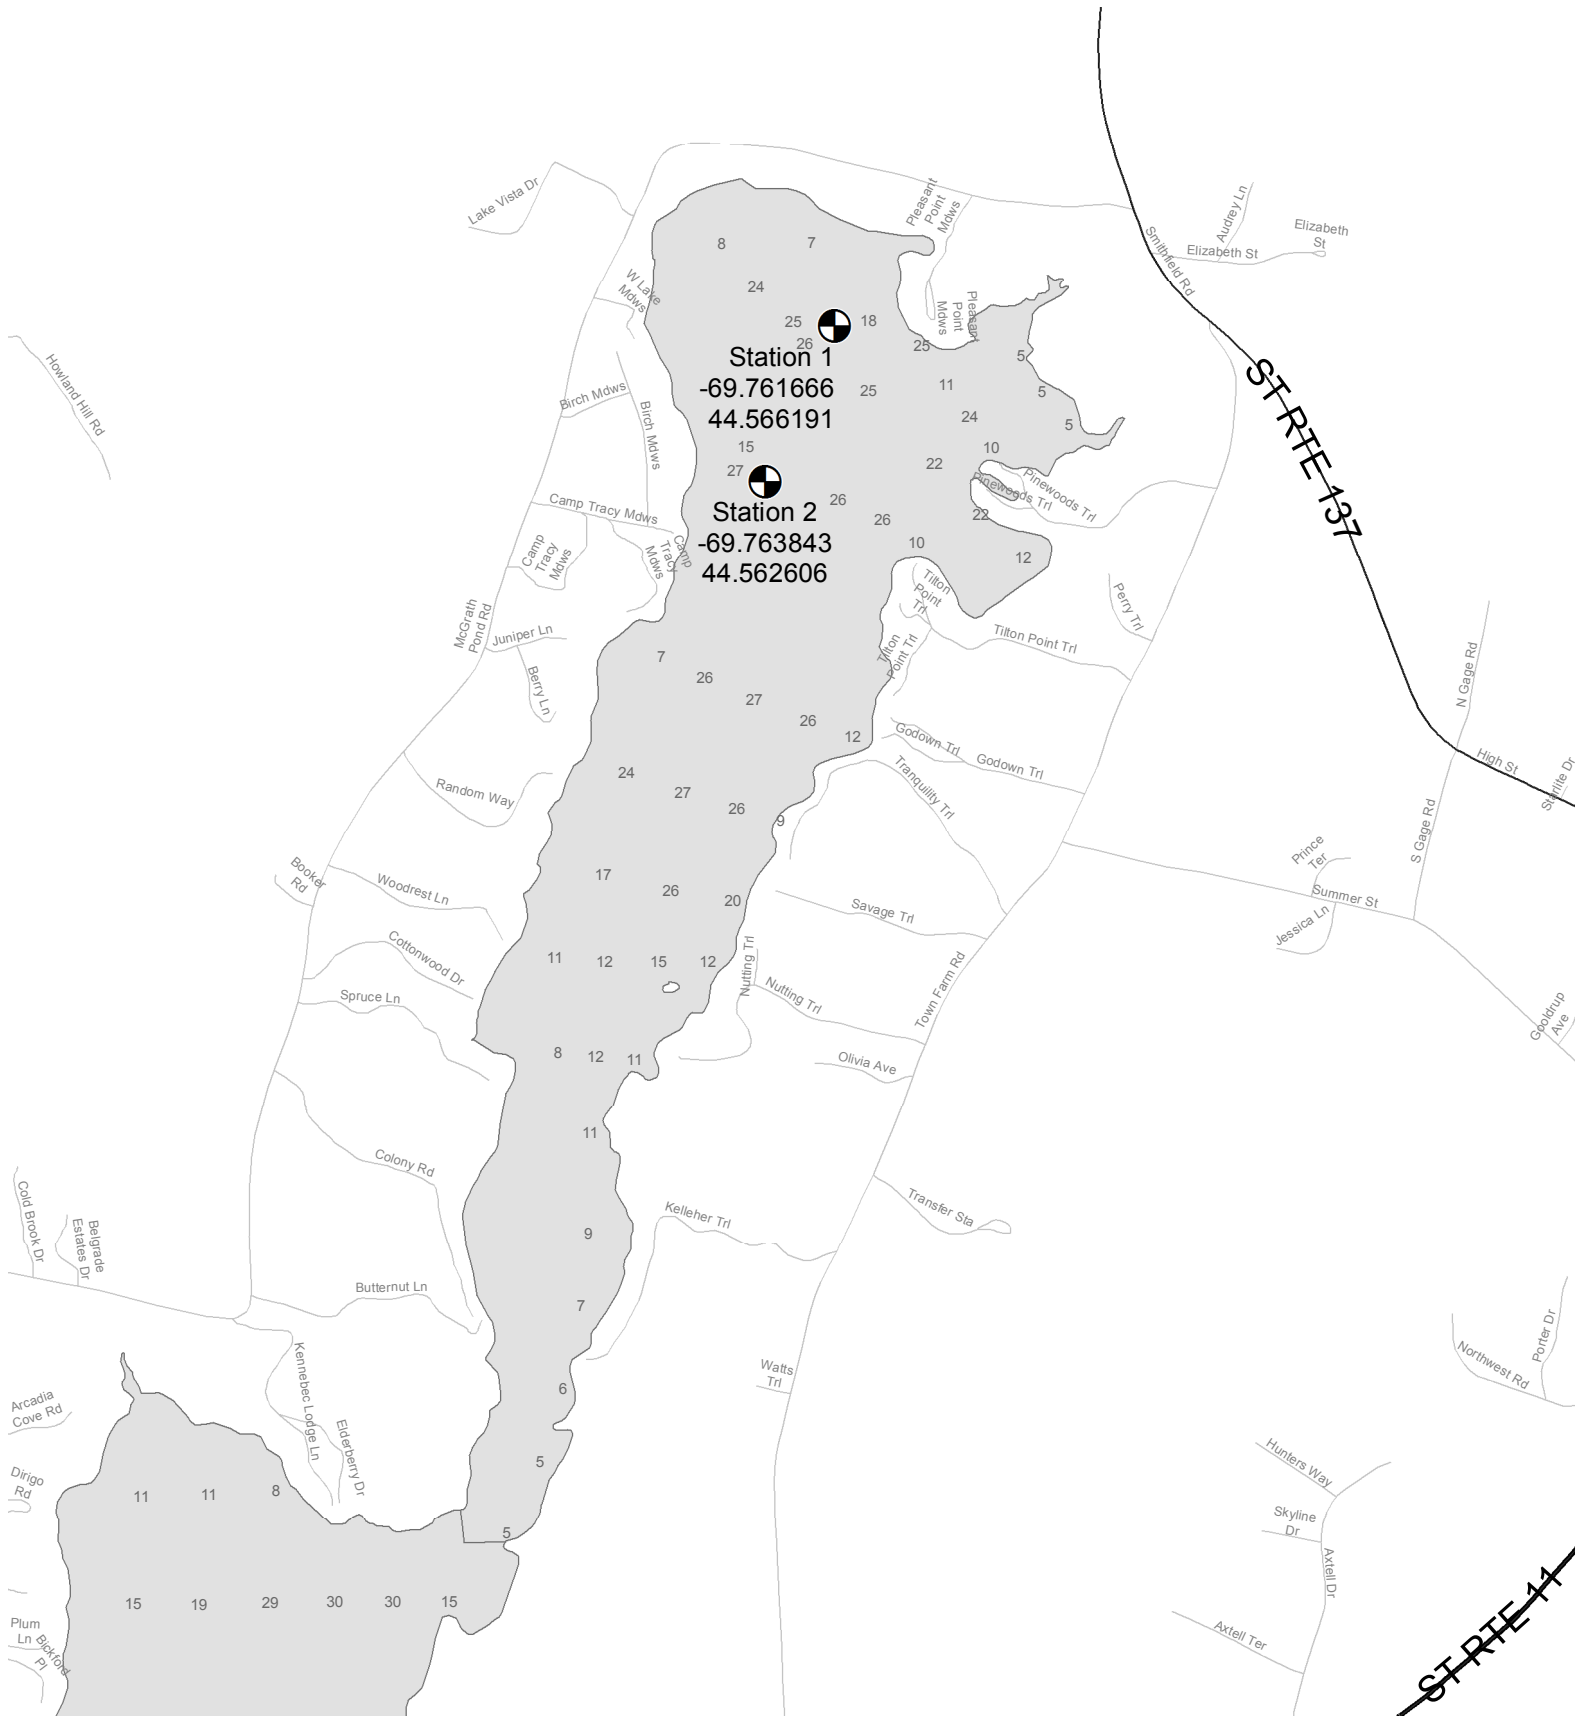 Lake Vista Dr
Pleasant
Point
Mdws
Audrey Ln
Elizabeth
St
Elizabeth St
Smithfield Rd
8
7
W Lake
Mdws
24
Pleasant
Point
Mdws
25
18
26
25
5
Station 1
-69.761666
44.566191
Howland Hill Rd
ST RTE 137
Birch Mdws
Birch Mdws
25
11
5
24
5
15
10
27
22
Pinewoods Trl
Pinewoods Trl
Station 2
-69.763843
44.562606
Camp Tracy Mdws
26
26
22
10
12
Camp
Tracy
Mdws
Camp
Tracy
Mdws
Tilton
Point
Trl
Perry Trl
McGrath
Pond Rd
Juniper Ln
Tilton Point Trl
Tilton
Point Trl
7
26
Berry Ln
N Gage Rd
27
26
12
Godown Trl
Godown Trl
High St
Starlite Dr
24
27
26
9
Random Way
Tranquility Trl
S Gage Rd
Prince
Ter
Booker
Rd
Woodrest Ln
17
26
20
Savage Trl
Summer St
Jessica Ln
Cottonwood Dr
11
12
15
12
Nutting Trl
Nutting Trl
Town Farm Rd
Spruce Ln
Gooldrup
Ave
8
12
11
Olivia Ave
11
Colony Rd
Cold Brook Dr
Belgrade
Estates Dr
Kelleher Trl
Transfer Sta
9
Butternut Ln
7
Porter Dr
Northwest Rd
Kennebec Lodge Ln
Watts
Trl
6
Arcadia
Cove Rd
Elderberry Dr
5
Hunters Way
Dirigo
Rd
11
11
8
Skyline
Dr
5
Axtell Dr
15
19
29
30
30
15
ST RTE 11
Plum
Ln
Bickford
Pl
Axtell Ter